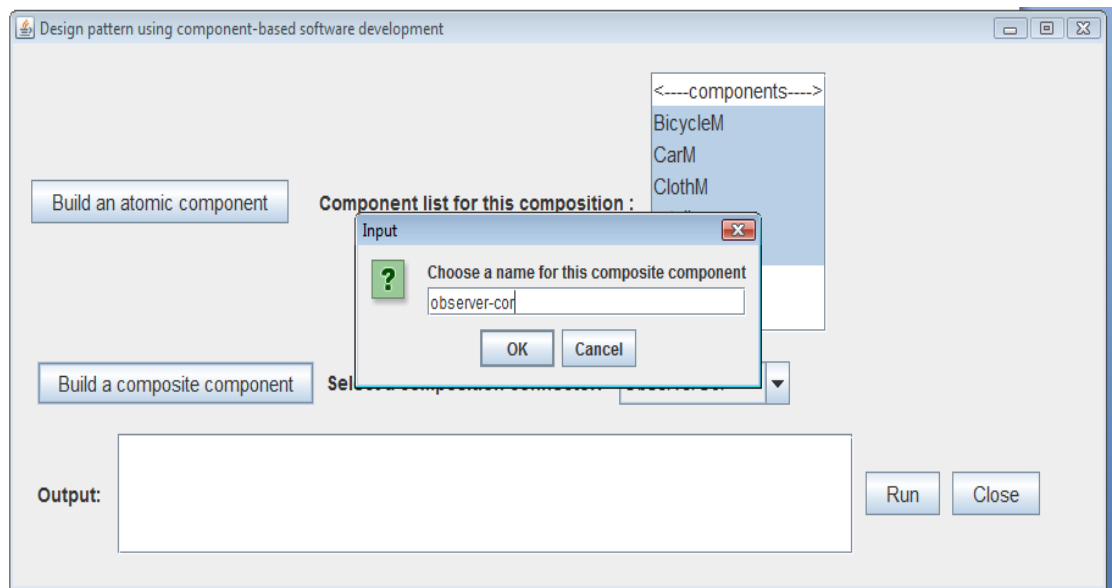 Design pattern using component-based software development
<----components---->
BicycleM
CarM
ClothM
Build an atomic component
Component list for this composition :
Input
Choose a name for this composite component
observer-cor
OK
Cancel
Build a composite component
Output:
Run
Close